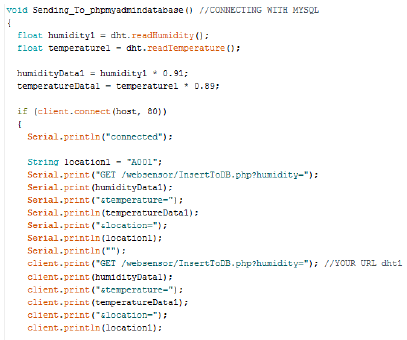 void Sending_To_phpmyadmindatabase() //CONNECTING WITH MYSQL
{
float humidity1 = dht.readHumidity();
float temperature1 = dht.readTemperature();
humidityData1 = humidity1 * 0.91;
temperatureData1 = temperature1 * 0.89;
if (client.connect(host, 80))
{
Serial.println("connected");
String location1 = "A001";
Serial.print("GET /websensor/InsertToDB.php?humidity=");
Serial.print(humidityData1);
Serial.print("&temperature=");
Serial.println(temperatureData1);
Serial.print("&location=");
Serial.println(location1);
Serial.println("");
client.print("GET /websensor/InsertToDB.php?humidity="); //YOUR URL dht1
client.print(humidityData1);
client.print("&temperature=");
client.print(temperatureData1);
client.print("&location=");
client.println(location1);